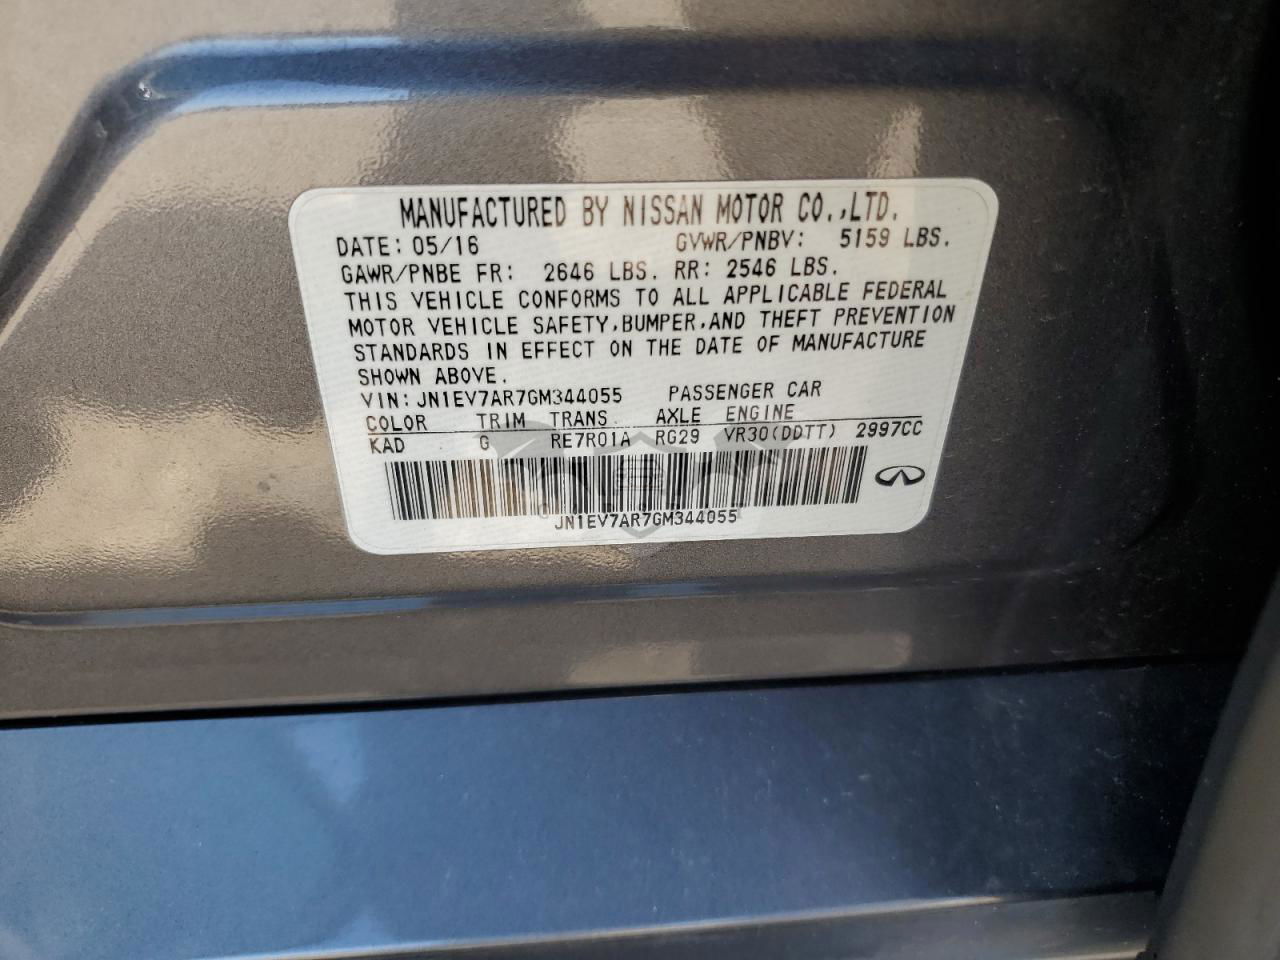 MANUFACTURED BY NISSAN MOTOR CO.,LTD.
DATE: 05/16 GVWR/PNBV: 5159 LBS.
GAWR/PNBE FR: 2646 LBS. RR: 2546 LBS.
THIS VEHICLE CONFORMS TO ALL APPLICABLE FEDERAL
MOTOR VEHICLE SAFETY,BUMPER,AND THEFT PREVENTION
STANDARDS IN EFFECT ON THE DATE OF MANUFACTURE
SHOWN ABOVE.
VIN: JN1EV7AR7GM344055 PASSENGER CAR
COLOR TRIM TRANS AXLE ENGINE
KAD G RE7R01A RG29 VR30(DDTT) 2997CC
JN1EV7AR7GM344055